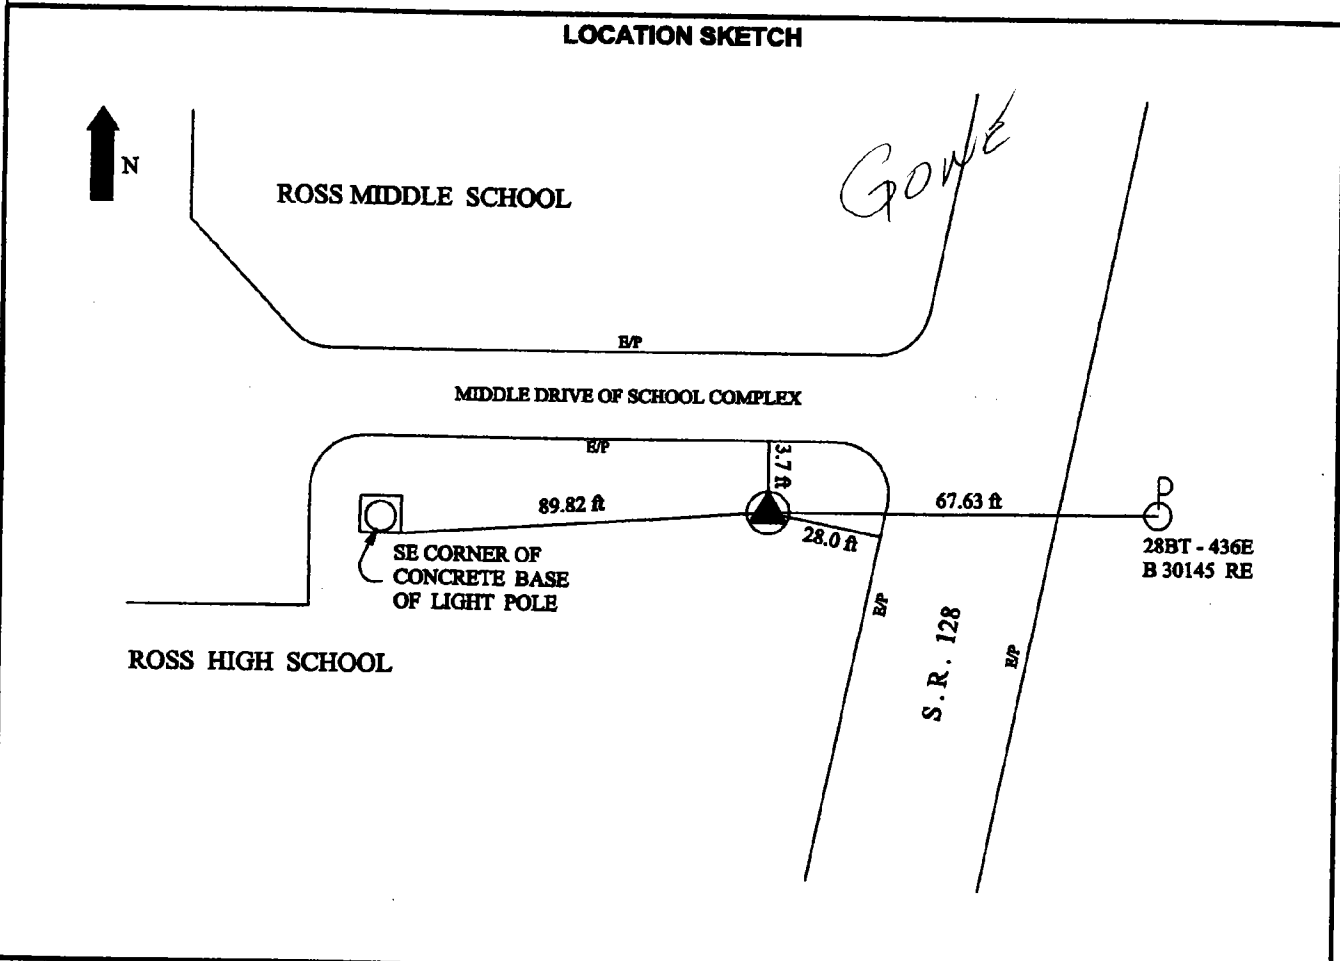 LOCATION SKETCH
N
ROSS MIDDLE SCHOOL
GONE
E/P
MIDDLE DRIVE OF SCHOOL COMPLEX
E/P
3.7 ft
89.82 ft
67.63 ft
28.0 ft
SE CORNER OF
CONCRETE BASE
OF LIGHT POLE
P
28BT - 436E
B 30145 RE
E/P
S.R. 128
E/P
ROSS HIGH SCHOOL